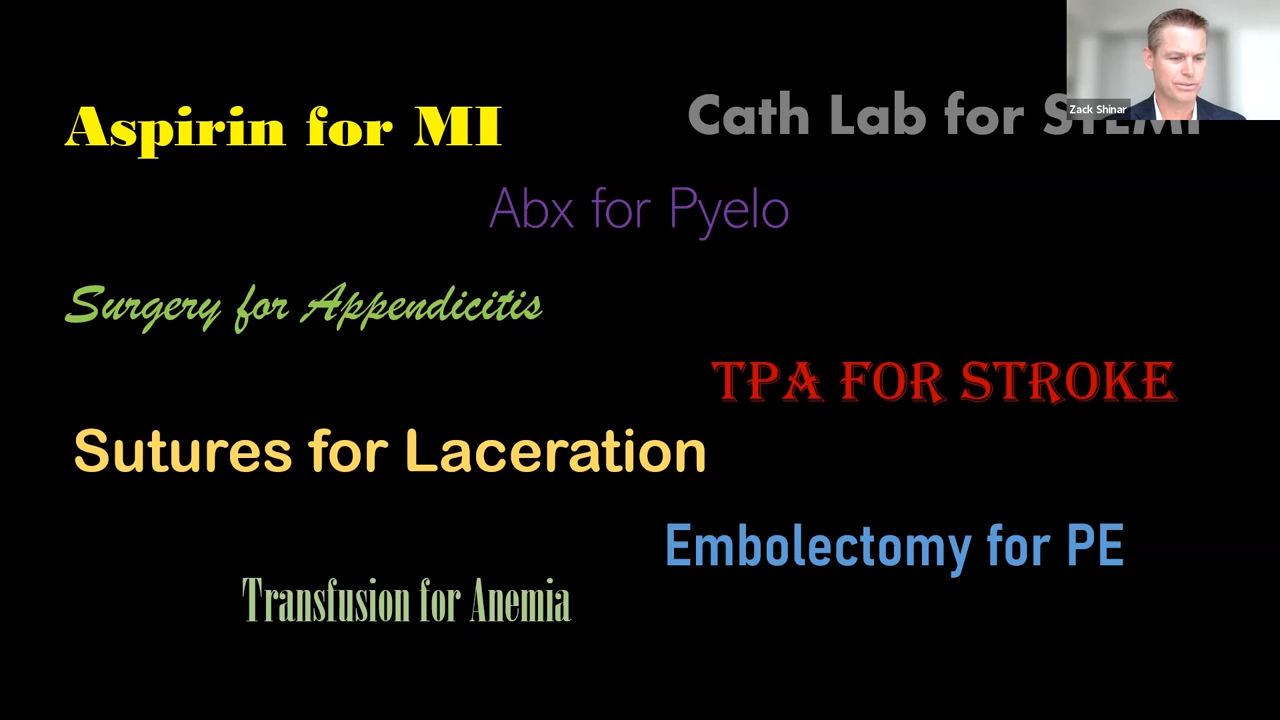 Zack Shinar
Aspirin for MI
Cath Lab for STEMI
Abx for Pyelo
Surgery for Appendicitis
TPA FOR STROKE
Sutures for Laceration
Embolectomy for PE
Transfusion for Anemia